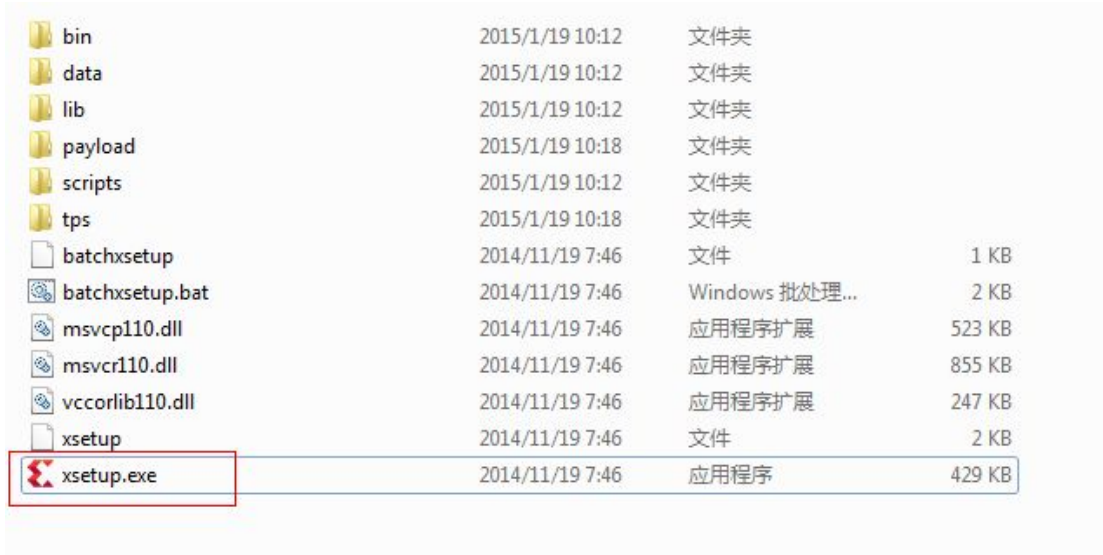 bin 2015/1/19 10:12 文件夹
data 2015/1/19 10:12 文件夹
lib 2015/1/19 10:12 文件夹
payload 2015/1/19 10:18 文件夹
scripts 2015/1/19 10:12 文件夹
tps 2015/1/19 10:18 文件夹
batchxsetup 2014/11/19 7:46 文件 1 KB
batchxsetup.bat 2014/11/19 7:46 Windows 批处理... 2 KB
msvcp110.dll 2014/11/19 7:46 应用程序扩展 523 KB
msvcr110.dll 2014/11/19 7:46 应用程序扩展 855 KB
vccorlib110.dll 2014/11/19 7:46 应用程序扩展 247 KB
xsetup 2014/11/19 7:46 文件 2 KB
xsetup.exe 2014/11/19 7:46 应用程序 429 KB